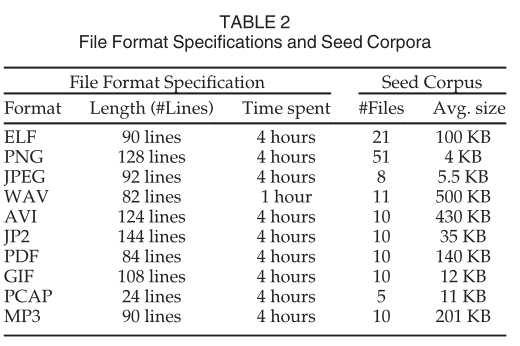 TABLE 2
File Format Specifications and Seed Corpora
File Format Specification Seed Corpus
Format Length (#Lines) Time spent #Files Avg. size
ELF 90 lines 4 hours 21 100 KB
PNG 128 lines 4 hours 51 4 KB
JPEG 92 lines 4 hours 8 5.5 KB
WAV 82 lines 1 hour 11 500 KB
AVI 124 lines 4 hours 10 430 KB
JP2 144 lines 4 hours 10 35 KB
PDF 84 lines 4 hours 10 140 KB
GIF 108 lines 4 hours 10 12 KB
PCAP 24 lines 4 hours 5 11 KB
MP3 90 lines 4 hours 10 201 KB